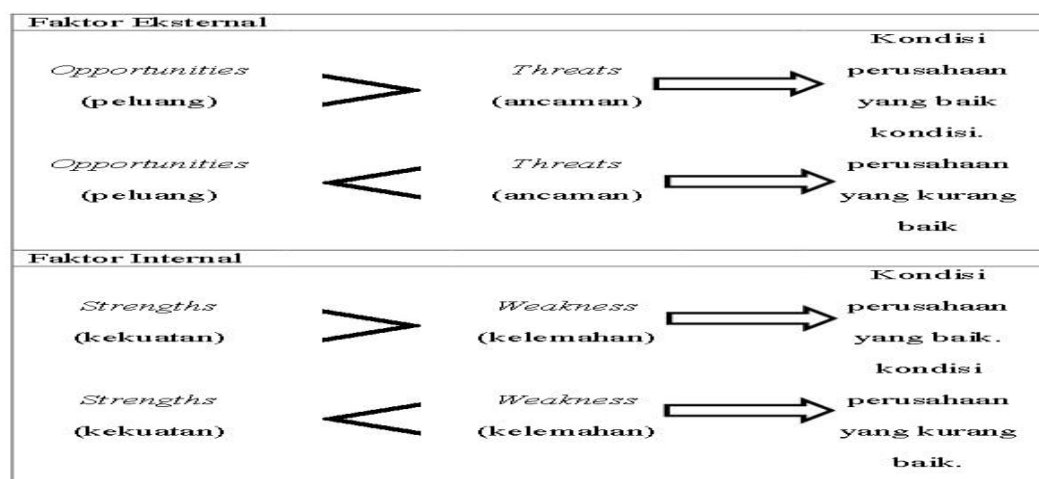 Faktor Eksternal
Kondisi
Opportunities > Threats perusahaan
(peluang) (ancaman) yang baik
kondisi.
Opportunities < Threats perusahaan
(peluang) (ancaman) yang kurang
baik
Faktor Internal
Kondisi
Strengths > Weakness perusahaan
(kekuatan) (kelemahan) yang baik.
kondisi
Strengths < Weakness perusahaan
(kekuatan) (kelemahan) yang kurang
baik.